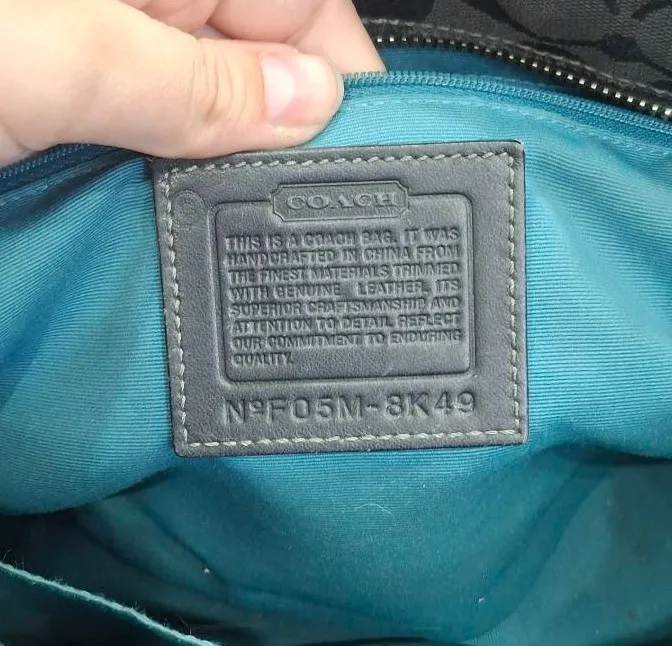 COACH
THIS IS A COACH BAG. IT WAS
HANDCRAFTED IN CHINA FROM
THE FINEST MATERIALS TRIMMED
WITH GENUINE LEATHER. ITS
SUPERIOR CRAFTSMANSHIP AND
ATTENTION TO DETAIL REFLECT
OUR COMMITMENT TO ENDURING
QUALITY.
NºF05M-8K49